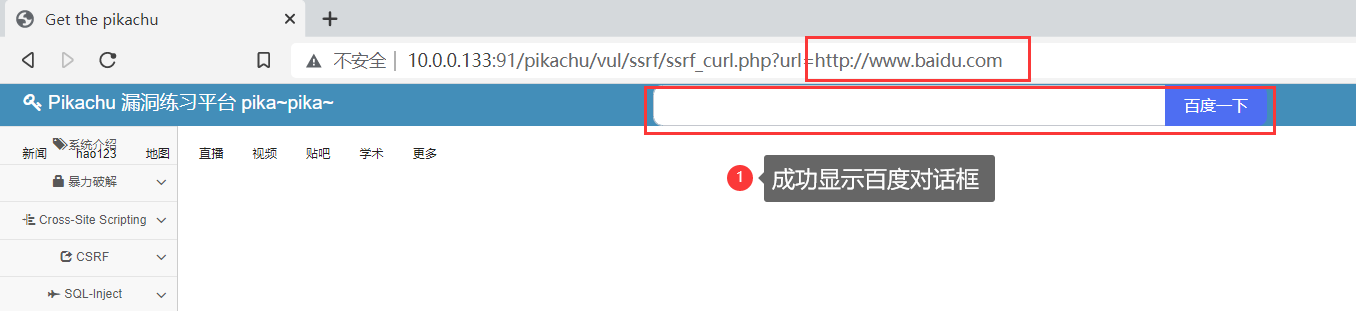 Get the pikachu
不安全 10.0.0.133:91/pikachu/vul/ssrf/ssrf_curl.php?url=http://www.baidu.com
Pikachu 漏洞练习平台 pika~pika~ 百度一下
系统介绍
新闻 hao123 地图 直播 视频 贴吧 学术 更多
1 成功显示百度对话框
暴力破解
Cross-Site Scripting
CSRF
SQL-Inject